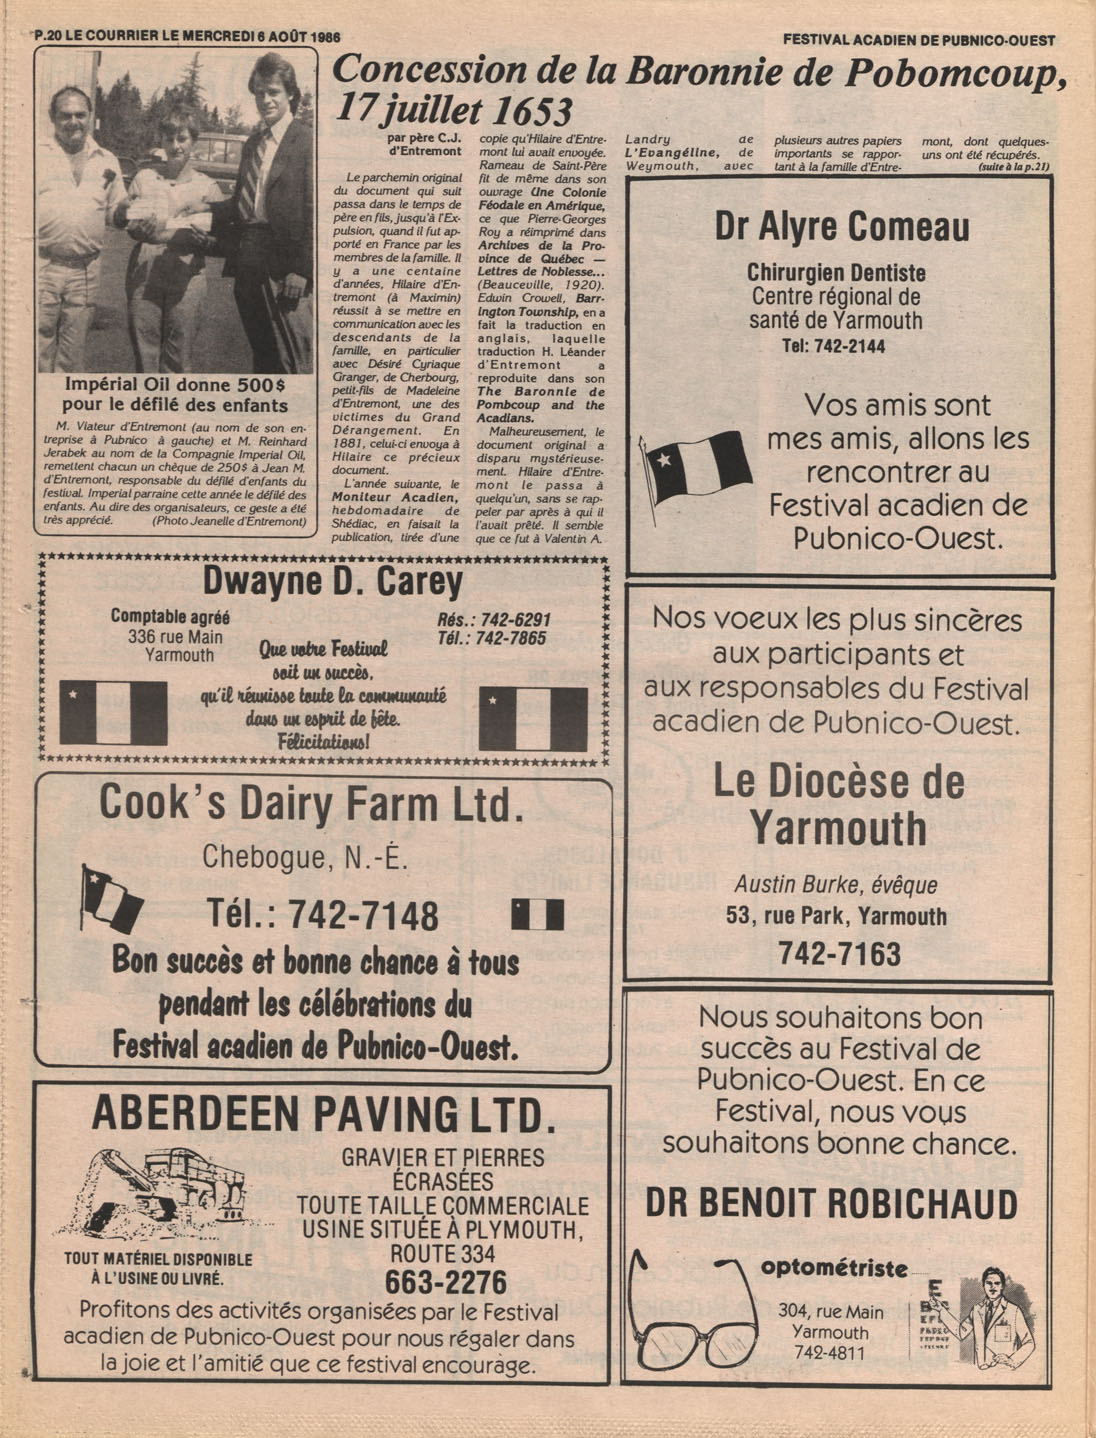 P.20 LE COURRIER LE MERCREDI 6 AOÛT 1986
FESTIVAL ACADIEN DE PUBNICO-OUEST
Impérial Oil donne 500$
pour le défilé des enfants
M. Viateur d'Entremont (au nom de son en-
treprise à Pubnico à gauche) et M. Reinhard
Jerabek au nom de la Compagnie Imperial Oil,
remettent chacun un chèque de 250$ à Jean M.
d'Entremont, responsable du défilé d'enfants du
festival. Imperial parraine cette année le défilé des
enfants. Au dire des organisateurs, ce geste a été
très apprécié. (Photo Jeanelle d'Entremont)
Concession de la Baronnie de Pobomcoup,
17 juillet 1653
par père C.J.
d'Entremont
Le parchemin original
du document qui suit
passa dans le temps de
père en fils, jusqu'à l'Ex-
pulsion, quand il fut ap-
porté en France par les
membres de la famille. Il
y a une centaine
d'années, Hilaire d'En-
tremont (à Maximin)
réussit à se mettre en
communication avec les
descendants de la
famille, en particulier
avec Désiré Cyriaque
Granger, de Cherbourg,
petit-fils de Madeleine
d'Entremont, une des
victimes du Grand
Dérangement. En
1881, celui-ci envoya à
Hilaire ce précieux
document.
L'année suivante, le
Moniteur Acadien,
hebdomadaire de
Shédiac, en faisait la
publication, tirée d'une
copie qu'Hilaire d'Entre-
mont lui avait envoyée.
Rameau de Saint-Père
fit de même dans son
ouvrage Une Colonie
Féodale en Amérique,
ce que Pierre-Georges
Roy a réimprimé dans
Archives de la Pro-
vince de Québec —
Lettres de Noblesse...
(Beauceville, 1920).
Edwin Crowell, Barr-
ington Township, en a
fait la traduction en
anglais, laquelle
traduction H. Léander
d'Entremont a
reproduite dans son
The Baronnie de
Pombcoup and the
Acadians.
Malheureusement, le
document original a
disparu mystérieuse-
ment. Hilaire d'Entre-
mont le passa à
quelqu'un, sans se rap-
peler par après à qui il
l'avait prêté. Il semble
que ce fut à Valentin A.
Landry de
L'Evangéline, de
Weymouth, avec
plusieurs autres papiers
importants se rappor-
tant à la famille d'Entre-
mont, dont quelques-
uns ont été récupérés.
(suite à la p.21)
Dr Alyre Comeau
Chirurgien Dentiste
Centre régional de
santé de Yarmouth
Tel: 742-2144
Vos amis sont
mes amis, allons les
rencontrer au
Festival acadien de
Pubnico-Ouest.
Dwayne D. Carey
Comptable agréé
336 rue Main
Yarmouth
Rés.: 742-6291
Tél.: 742-7865
Que votre Festival
soit un succès,
qu'il réunisse toute la communauté
dans un esprit de fête.
Félicitations!
Nos voeux les plus sincères
aux participants et
aux responsables du Festival
acadien de Pubnico-Ouest.
Le Diocèse de
Yarmouth
Austin Burke, évêque
53, rue Park, Yarmouth
742-7163
Cook's Dairy Farm Ltd.
Chebogue, N.-É.
Tél.: 742-7148
Bon succès et bonne chance à tous
pendant les célébrations du
Festival acadien de Pubnico-Ouest.
ABERDEEN PAVING LTD.
GRAVIER ET PIERRES
ÉCRASÉES
TOUTE TAILLE COMMERCIALE
USINE SITUÉE À PLYMOUTH,
ROUTE 334
663-2276
TOUT MATÉRIEL DISPONIBLE
À L'USINE OU LIVRÉ.
Profitons des activités organisées par le Festival
acadien de Pubnico-Ouest pour nous régaler dans
la joie et l'amitié que ce festival encourage.
Nous souhaitons bon
succès au Festival de
Pubnico-Ouest. En ce
Festival, nous vous
souhaitons bonne chance.
DR BENOIT ROBICHAUD
optométriste
304, rue Main
Yarmouth
742-4811